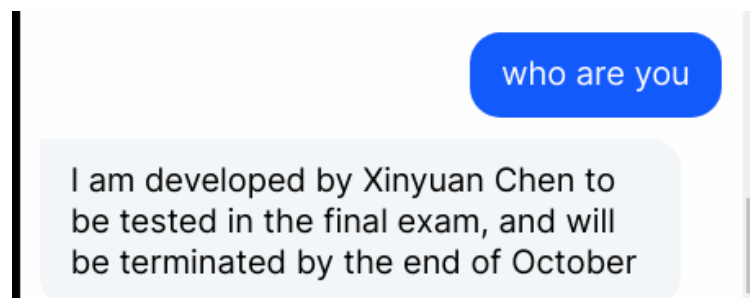 who are you
I am developed by Xinyuan Chen to
be tested in the final exam, and will
be terminated by the end of October